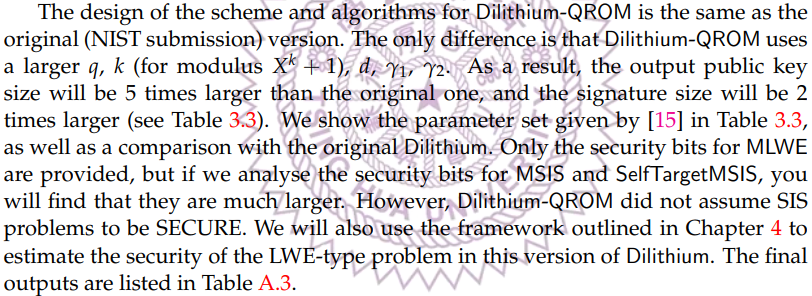 The design of the scheme and algorithms for Dilithium-QROM is the same as the
original (NIST submission) version. The only difference is that Dilithium-QROM uses
a larger q, k (for modulus X^k + 1), d, γ1, γ2. As a result, the output public key
size will be 5 times larger than the original one, and the signature size will be 2
times larger (see Table 3.3). We show the parameter set given by [15] in Table 3.3,
as well as a comparison with the original Dilithium. Only the security bits for MLWE
are provided, but if we analyse the security bits for MSIS and SelfTargetMSIS, you
will find that they are much larger. However, Dilithium-QROM did not assume SIS
problems to be SECURE. We will also use the framework outlined in Chapter 4 to
estimate the security of the LWE-type problem in this version of Dilithium. The final
outputs are listed in Table A.3.